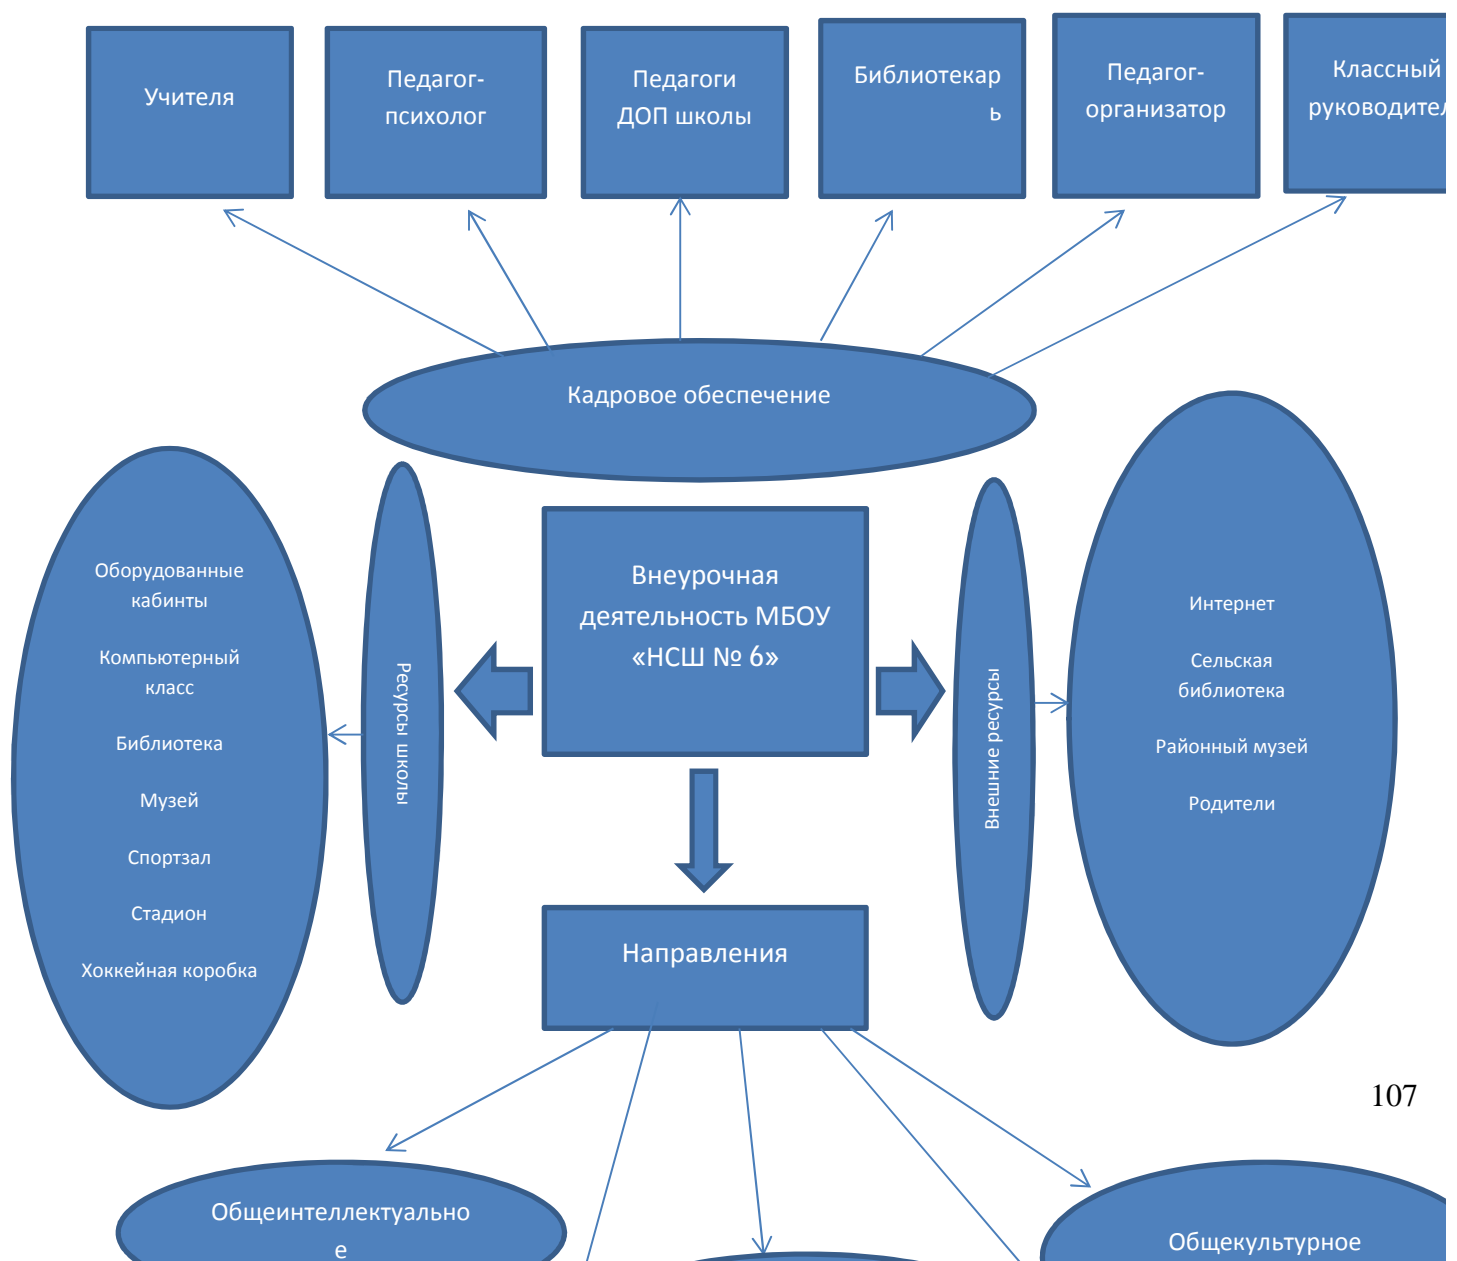 Учителя
Педагог-
психолог
Педагоги
ДОП школы
Библиотекар
ь
Педагог-
организатор
Классный
руководител
Кадровое обеспечение
Оборудованные
кабинты
Компьютерный
класс
Библиотека
Музей
Спортзал
Стадион
Хоккейная коробка
Ресурсы школы
Внеурочная
деятельность МБОУ
«НСШ № 6»
Внешние ресурсы
Интернет
Сельская
библиотека
Районный музей
Родители
Направления
107
Общеинтеллектуально
е
Общекультурное